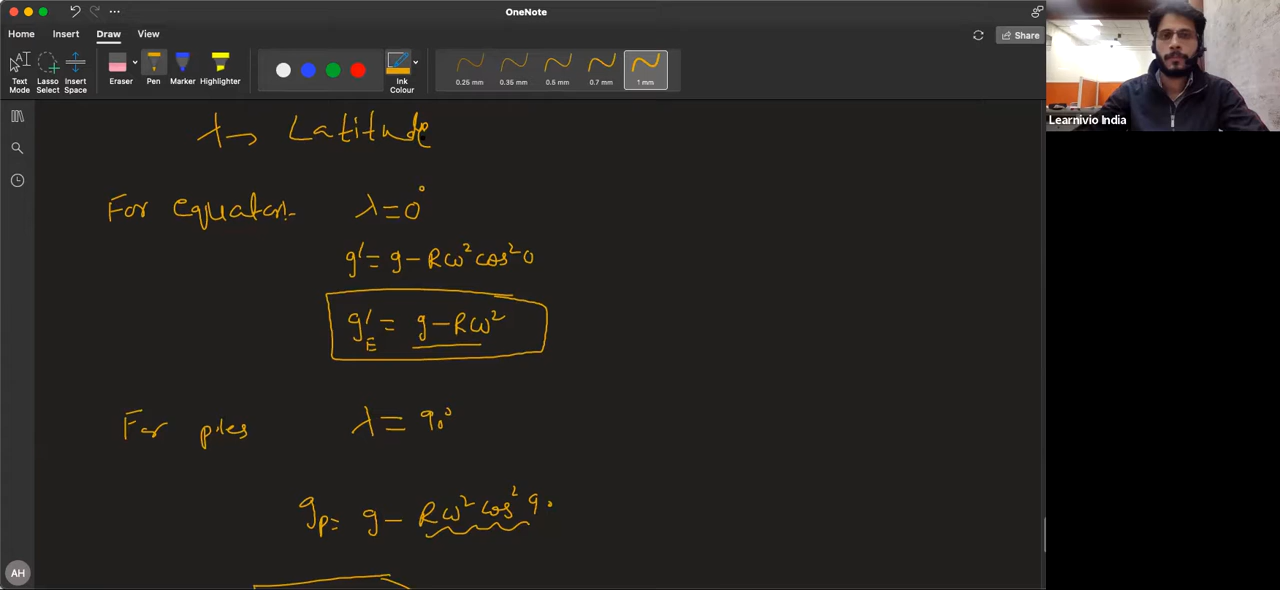 OneNote
Home Insert Draw View
Share
Text Mode
Lasso Select
Insert Space
Eraser
Pen
Marker
Highlighter
Ink Colour
0.25 mm
0.35 mm
0.5 mm
0.7 mm
1 mm
Learnivio India
λ→ Latitude
For equator. λ=0°
g'= g−Rω² cos² 0
g'E = g−Rω²
For poles λ= 90°
gp= g− Rω² cos² 90
AH